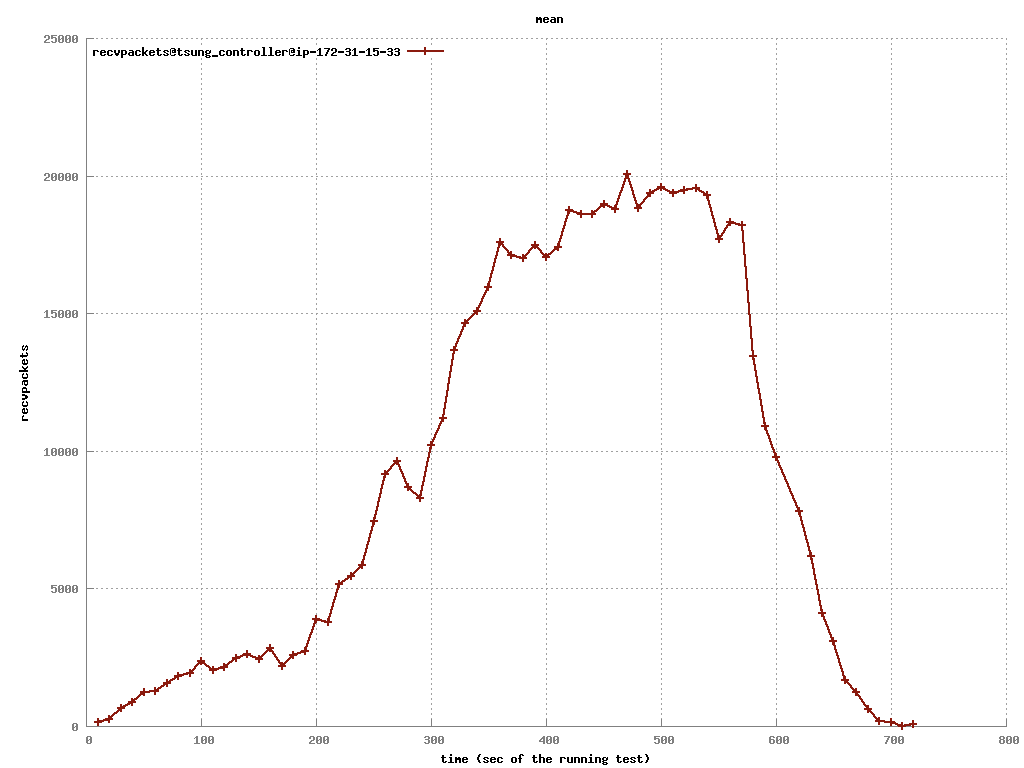 mean
25000
recvpackets@tsung_controller@ip-172-31-15-33
20000
15000
recvpackets
10000
5000
0
0 100 200 300 400 500 600 700 800
time (sec of the running test)